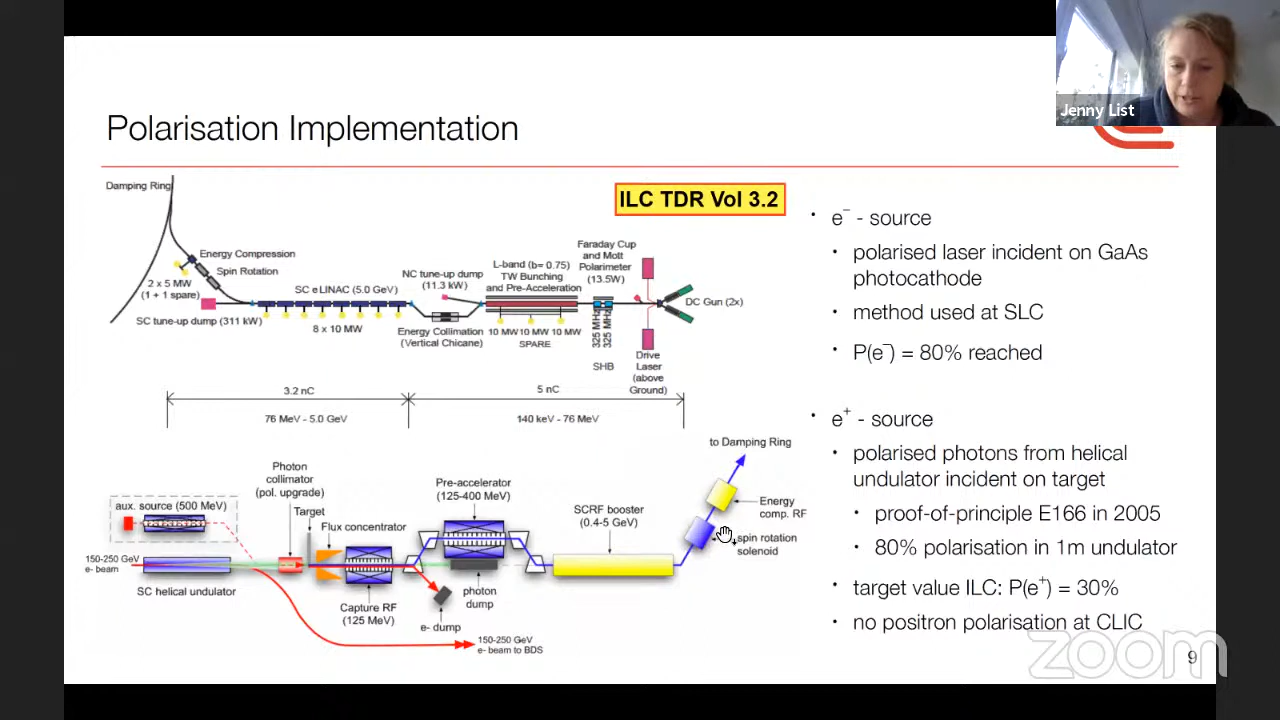 Jenny List
Polarisation Implementation
ILC TDR Vol 3.2
Damping Ring
Energy Compression
Spin Rotation
2 x 5 MW
(1 + 1 spare)
SC tune-up dump (311 kW)
SC eLINAC (5.0 GeV)
8 x 10 MW
NC tune-up dump
(11.3 kW)
Energy Collimation
(Vertical Chicane)
L-band (b= 0.75)
TW Bunching
and Pre-Acceleration
10 MW 10 MW 10 MW
SPARE
Faraday Cup
and Mott
Polarimeter
(13.5W)
325 MHz
325 MHz
SHB
DC Gun (2x)
Drive
Laser
(above
Ground)
3.2 nC
5 nC
76 MeV - 5.0 GeV
140 keV - 76 MeV
aux. source (500 MeV)
150-250 GeV
e- beam
SC helical undulator
Photon
collimator
(pol. upgrade)
Target
Flux concentrator
Capture RF
(125 MeV)
Pre-accelerator
(125-400 MeV)
e- dump
photon
dump
150-250 GeV
e- beam to BDS
SCRF booster
(0.4-5 GeV)
to Damping Ring
Energy
comp. RF
spin rotation
solenoid
• e⁻ - source
• polarised laser incident on GaAs
photocathode
• method used at SLC
• P(e⁻) = 80% reached
• e⁺ - source
• polarised photons from helical
undulator incident on target
• proof-of-principle E166 in 2005
• 80% polarisation in 1m undulator
• target value ILC: P(e⁺) = 30%
• no positron polarisation at CLIC
zoom
9